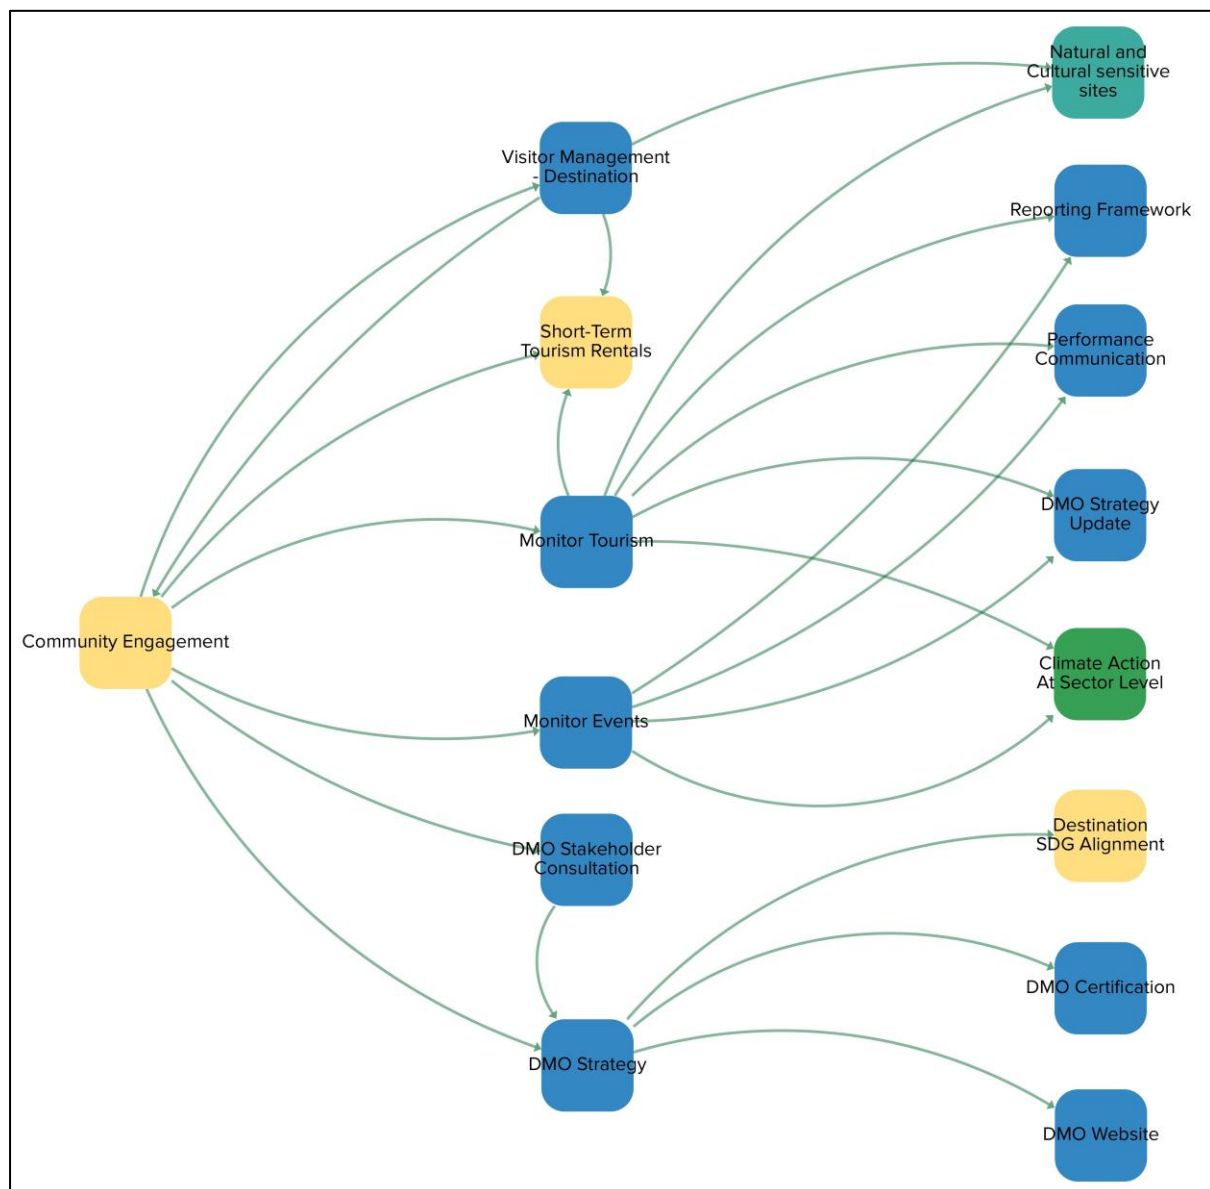 Natural and
Cultural sensitive
sites
Visitor Management
- Destination
Reporting Framework
Short-Term
Tourism Rentals
Performance
Communication
DMO Strategy
Update
Monitor Tourism
Community Engagement
Climate Action
At Sector Level
Monitor Events
DMO Stakeholder
Consultation
Destination
SDG Alignment
DMO Certification
DMO Strategy
DMO Website